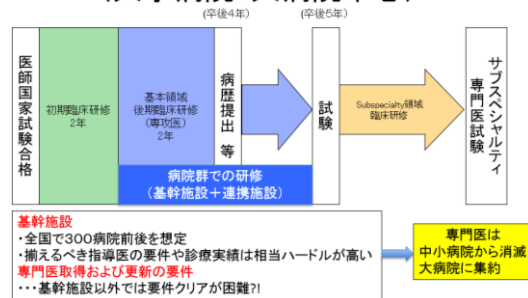 (卒後4年)
(卒後5年)
医師国家試験合格
初期臨床研修
2年
基本領域
後期臨床研修
(専攻医)
2年
病歴提出 等
試験
Subspecialty領域
臨床研修
サブスペシャルティ
専門医試験
病院群での研修
(基幹施設+連携施設)
基幹施設
・全国で300病院前後を想定
・揃えるべき指導医の要件や診療実績は相当ハードルが高い
専門医取得および更新の要件
・・・基幹施設以外では要件クリアが困難?!
専門医は
中小病院から消滅
大病院に集約